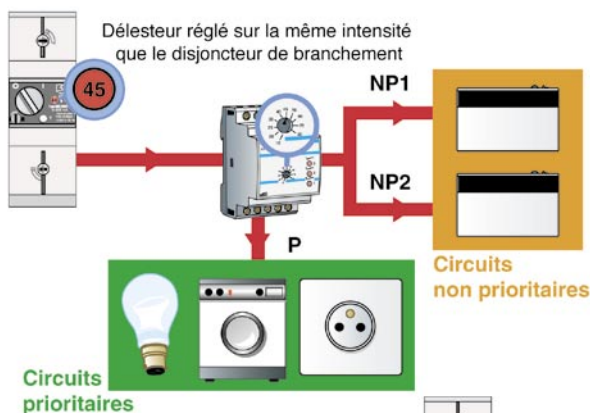 Délesteur réglé sur la même intensité
que le disjoncteur de branchement
45
NP1
NP2
P
Circuits
non prioritaires
Circuits
prioritaires